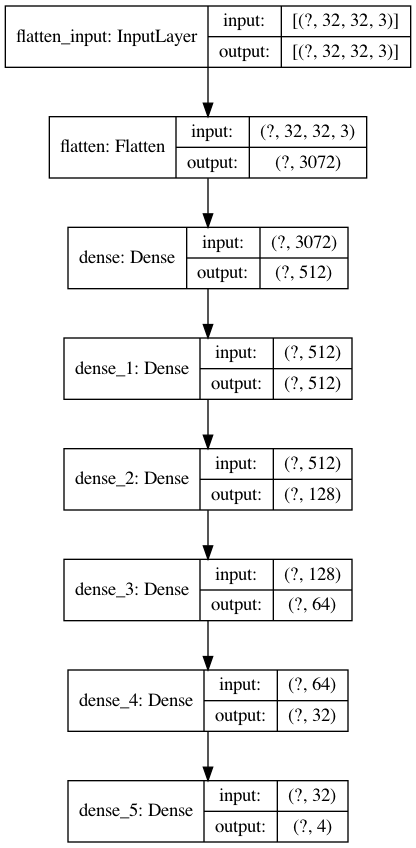 flatten_input: InputLayer
input: [(?, 32, 32, 3)]
output: [(?, 32, 32, 3)]
flatten: Flatten
input: (?, 32, 32, 3)
output: (?, 3072)
dense: Dense
input: (?, 3072)
output: (?, 512)
dense_1: Dense
input: (?, 512)
output: (?, 512)
dense_2: Dense
input: (?, 512)
output: (?, 128)
dense_3: Dense
input: (?, 128)
output: (?, 64)
dense_4: Dense
input: (?, 64)
output: (?, 32)
dense_5: Dense
input: (?, 32)
output: (?, 4)